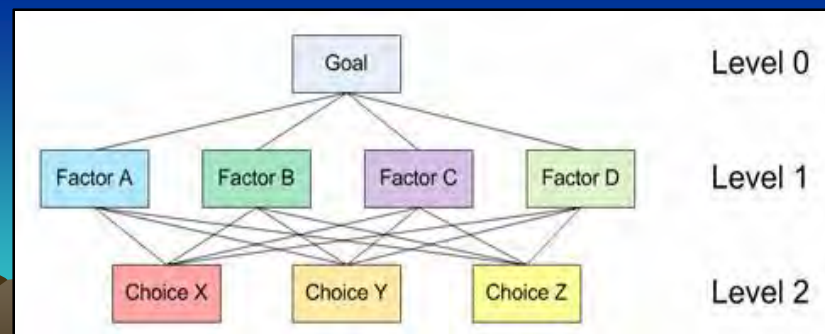 Goal Level 0
Factor A Factor B Factor C Factor D Level 1
Choice X Choice Y Choice Z Level 2